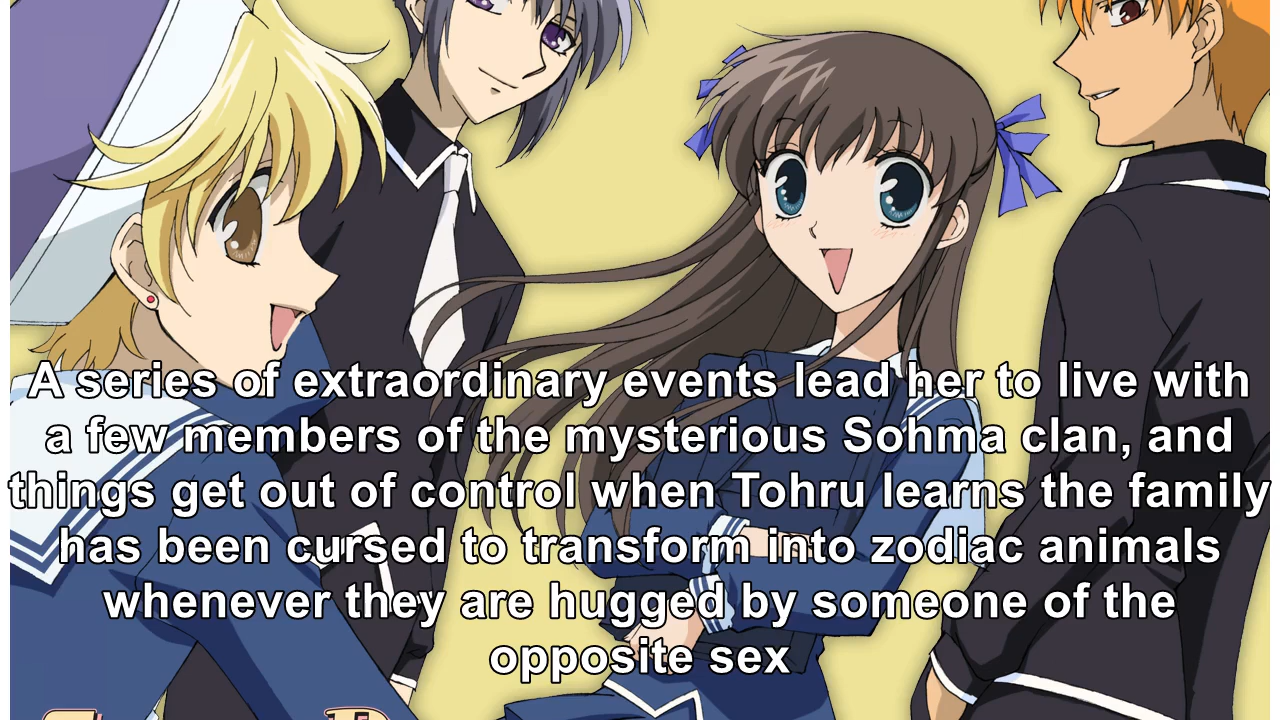 A series of extraordinary events lead her to live with
a few members of the mysterious Sohma clan, and
things get out of control when Tohru learns the family
has been cursed to transform into zodiac animals
whenever they are hugged by someone of the
opposite sex